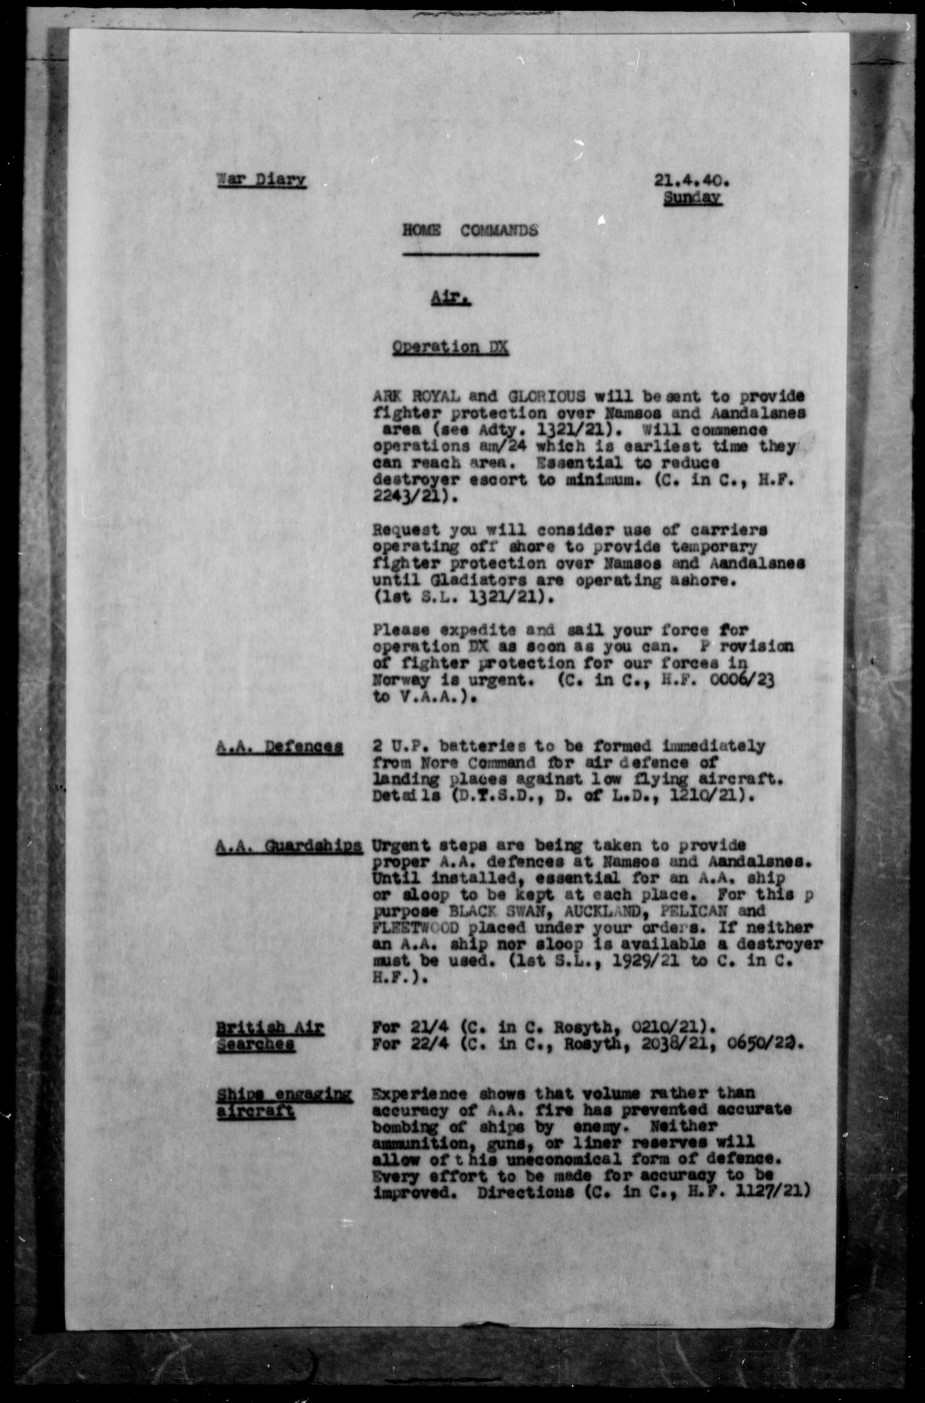 War Diary
21.4.40.
Sunday
HOME COMMANDS
Air.
Operation DX
ARK ROYAL and GLORIOUS will be sent to provide
fighter protection over Namsos and Aandalsnes
area (see Adty. 1321/21). Will commence
operations am/24 which is earliest time they
can reach area. Essential to reduce
destroyer escort to minimum. (C. in C., H.F.
2243/21).
Request you will consider use of carriers
operating off shore to provide temporary
fighter protection over Namsos and Aandalsnes
until Gladiators are operating ashore.
(1st S.L. 1321/21).
Please expedite and sail your force for
operation DX as soon as you can. P rovision
of fighter protection for our forces in
Norway is urgent. (C. in C., H.F. 0006/23
to V.A.A.).
A.A. Defences
2 U.P. batteries to be formed immediately
from Nore Command for air defence of
landing places against low flying aircraft.
Details (D.T.S.D., D. of L.D., 1210/21).
A.A. Guardships
Urgent steps are being taken to provide
proper A.A. defences at Namsos and Aandalsnes.
Until installed, essential for an A.A. ship
or sloop to be kept at each place. For this p
purpose BLACK SWAN, AUCKLAND, PELICAN and
FLEETWOOD placed under your orders. If neither
an A.A. ship nor sloop is available a destroyer
must be used. (1st S.L., 1929/21 to C. in C.
H.F.).
British Air
Searches
For 21/4 (C. in C. Rosyth, 0210/21).
For 22/4 (C. in C., Rosyth, 2038/21, 0650/22).
Ships engaging
aircraft
Experience shows that volume rather than
accuracy of A.A. fire has prevented accurate
bombing of ships by enemy. Neither
ammunition, guns, or liner reserves will
allow of t his uneconomical form of defence.
Every effort to be made for accuracy to be
improved. Directions (C. in C., H.F. 1127/21)